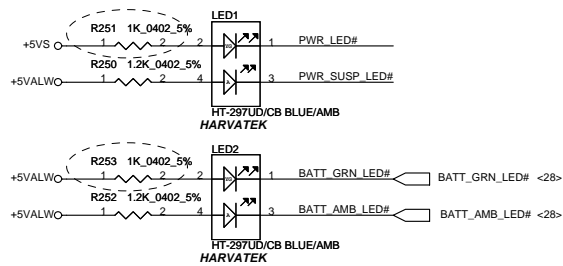 LED1
R251 1K_0402_5%
+5VS 1 2 2 1 PWR_LED#
R250 1.2K_0402_5%
+5VALW 1 2 4 3 PWR_SUSP_LED#
HT-297UD/CB BLUE/AMB
HARVATEK
LED2
R253 1K_0402_5%
+5VALW 1 2 2 1 BATT_GRN_LED# BATT_GRN_LED# <28>
R252 1.2K_0402_5%
+5VALW 1 2 4 3 BATT_AMB_LED# BATT_AMB_LED# <28>
HT-297UD/CB BLUE/AMB
HARVATEK